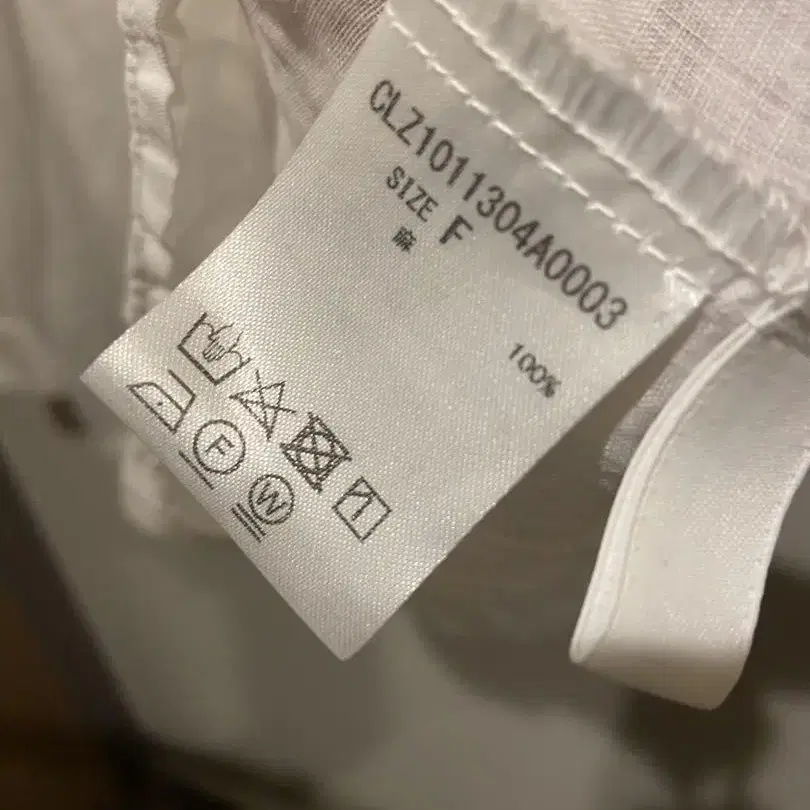 CLZ1011304A0003
SIZE F
麻 100%
F
W